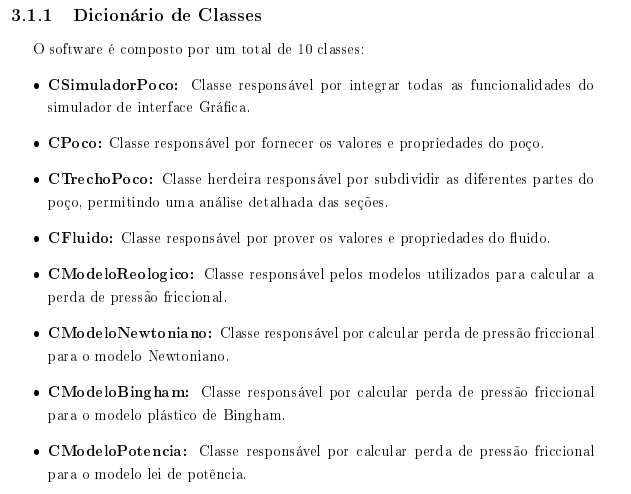 3.1.1 Dicionário de Classes
O software é composto por um total de 10 classes:
• CSimuladorPoco: Classe responsável por integrar todas as funcionalidades do
simulador de interface Gráfica.
• CPoco: Classe responsável por fornecer os valores e propriedades do poço.
• CTrechoPoco: Classe herdeira responsável por subdividir as diferentes partes do
poço, permitindo uma análise detalhada das seções.
• CFluido: Classe responsável por prover os valores e propriedades do fluido.
• CModeloReologico: Classe responsável pelos modelos utilizados para calcular a
perda de pressão friccional.
• CModeloNewtoniano: Classe responsável por calcular perda de pressão friccional
para o modelo Newtoniano.
• CModeloBingham: Classe responsável por calcular perda de pressão friccional
para o modelo plástico de Bingham.
• CModeloPotencia: Classe responsável por calcular perda de pressão friccional
para o modelo lei de potência.